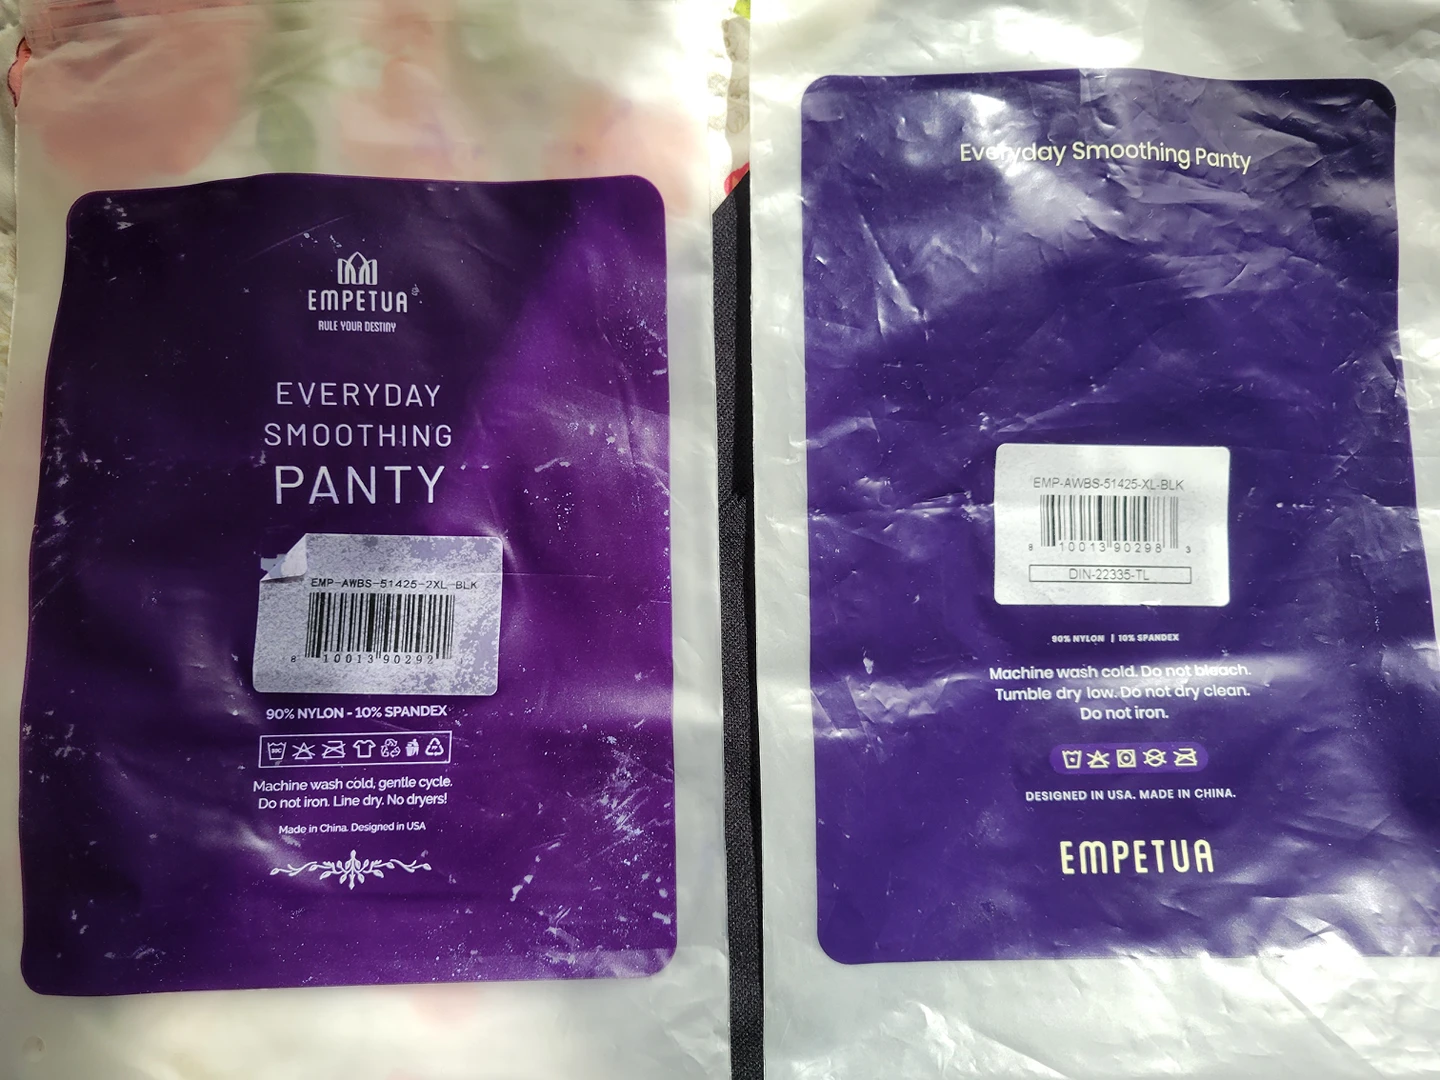 EMPETUA
RULE YOUR DESTINY
EVERYDAY
SMOOTHING
PANTY
EMP-AWBS-51425-2XL-BLK
8 10013 90292
90% NYLON - 10% SPANDEX
Machine wash cold, gentle cycle.
Do not iron. Line dry. No dryers!
Made in China. Designed in USA
Everyday Smoothing Panty
EMP-AWBS-51425-XL-BLK
8 10013 90298 3
DIN-22335-TL
90% NYLON | 10% SPANDEX
Machine wash cold. Do not bleach.
Tumble dry low. Do not dry clean.
Do not iron.
DESIGNED IN USA. MADE IN CHINA.
EMPETUA